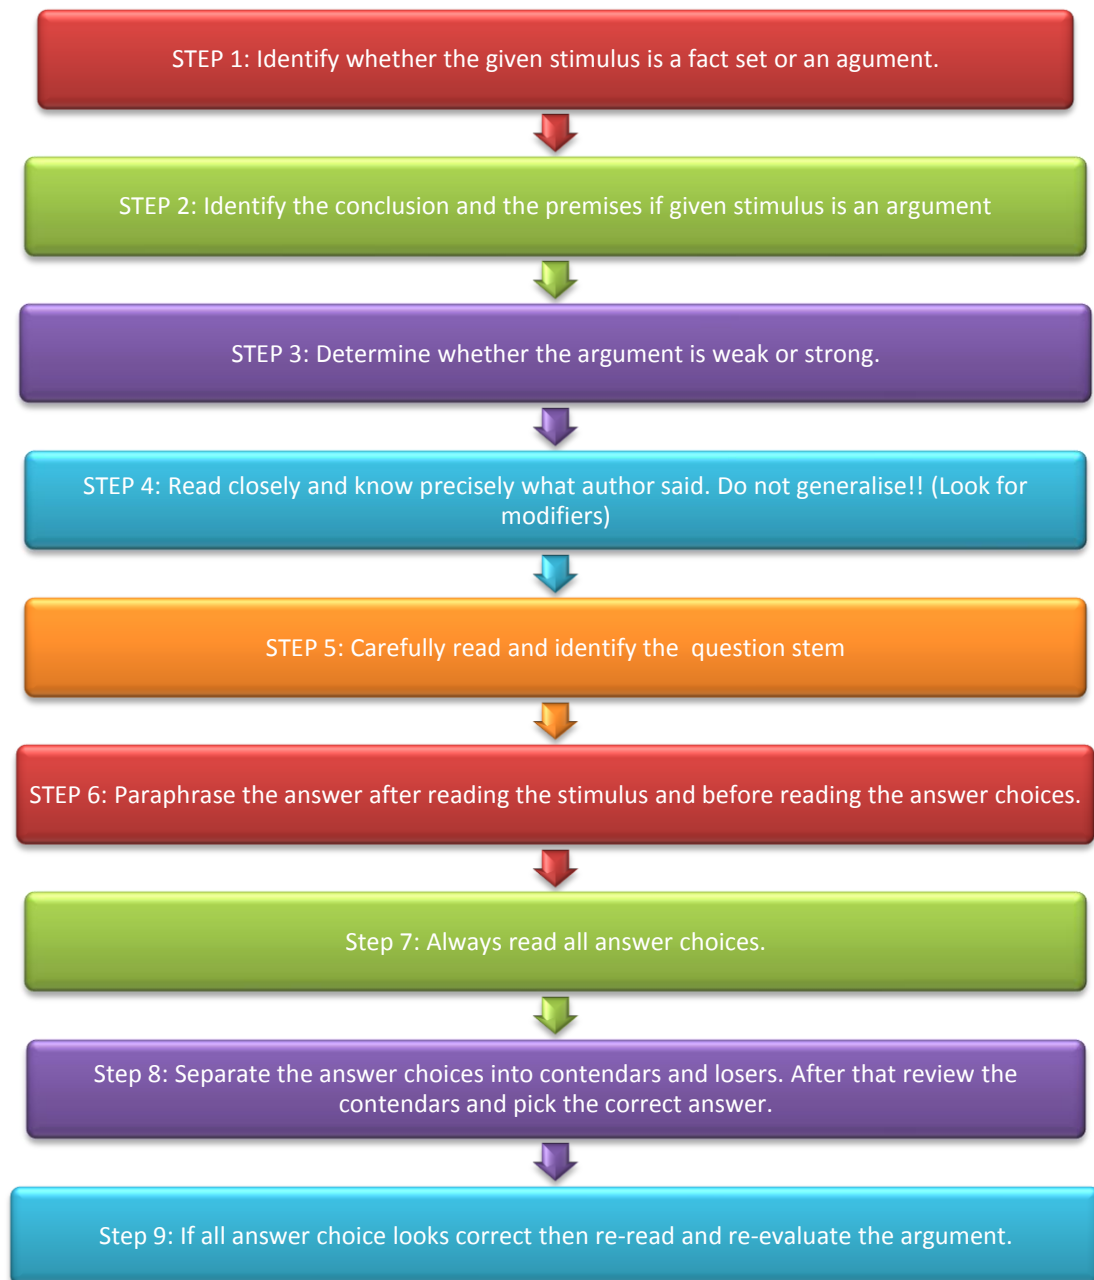 STEP 1: Identify whether the given stimulus is a fact set or an agument.
STEP 2: Identify the conclusion and the premises if given stimulus is an argument
STEP 3: Determine whether the argument is weak or strong.
STEP 4: Read closely and know precisely what author said. Do not generalise!! (Look for
modifiers)
STEP 5: Carefully read and identify the  question stem
STEP 6: Paraphrase the answer after reading the stimulus and before reading the answer choices.
Step 7: Always read all answer choices.
Step 8: Separate the answer choices into contendars and losers. After that review the
contendars and pick the correct answer.
Step 9: If all answer choice looks correct then re-read and re-evaluate the argument.